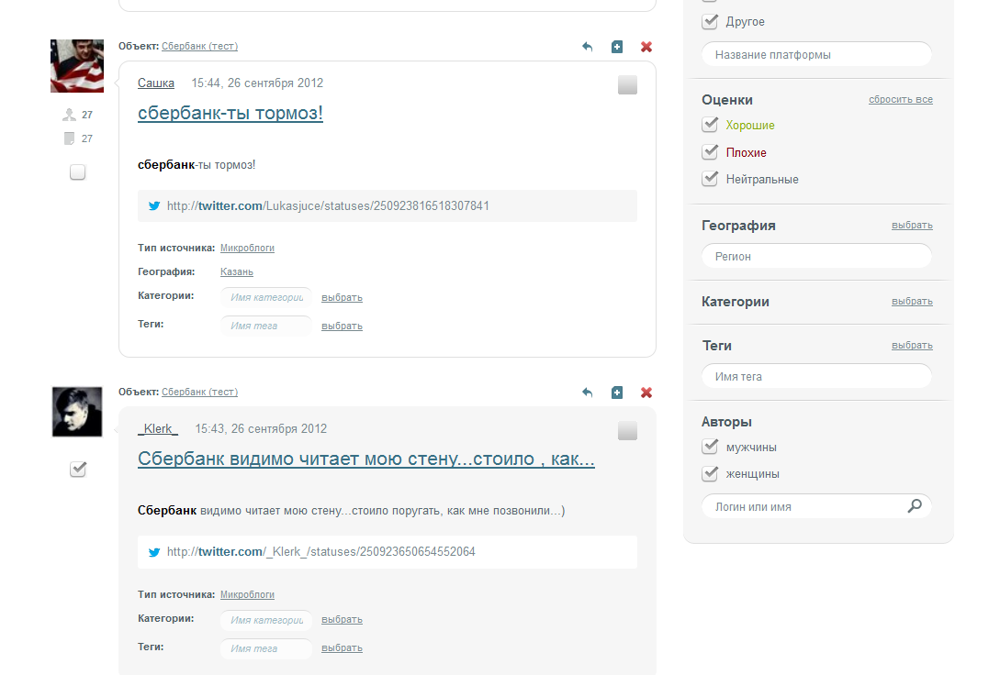 Объект: Сбербанк (тест)
Сашка 15:44, 26 сентября 2012
сбербанк-ты тормоз!
27
27
сбербанк-ты тормоз!
http://twitter.com/Lukasjuce/statuses/250923816518307841
Тип источника: Микроблоги
География: Казань
Категории: Имя категории выбрать
Теги: Имя тега выбрать
Объект: Сбербанк (тест)
_Klerk_ 15:43, 26 сентября 2012
Сбербанк видимо читает мою стену...стоило , как...
Сбербанк видимо читает мою стену...стоило поругать, как мне позвонили...)
http://twitter.com/_Klerk_/statuses/250923650654552064
Тип источника: Микроблоги
Категории: Имя категории выбрать
Теги: Имя тега выбрать
Другое
Название платформы
Оценки сбросить все
Хорошие
Плохие
Нейтральные
География выбрать
Регион
Категории выбрать
Теги выбрать
Имя тега
Авторы
мужчины
женщины
Логин или имя